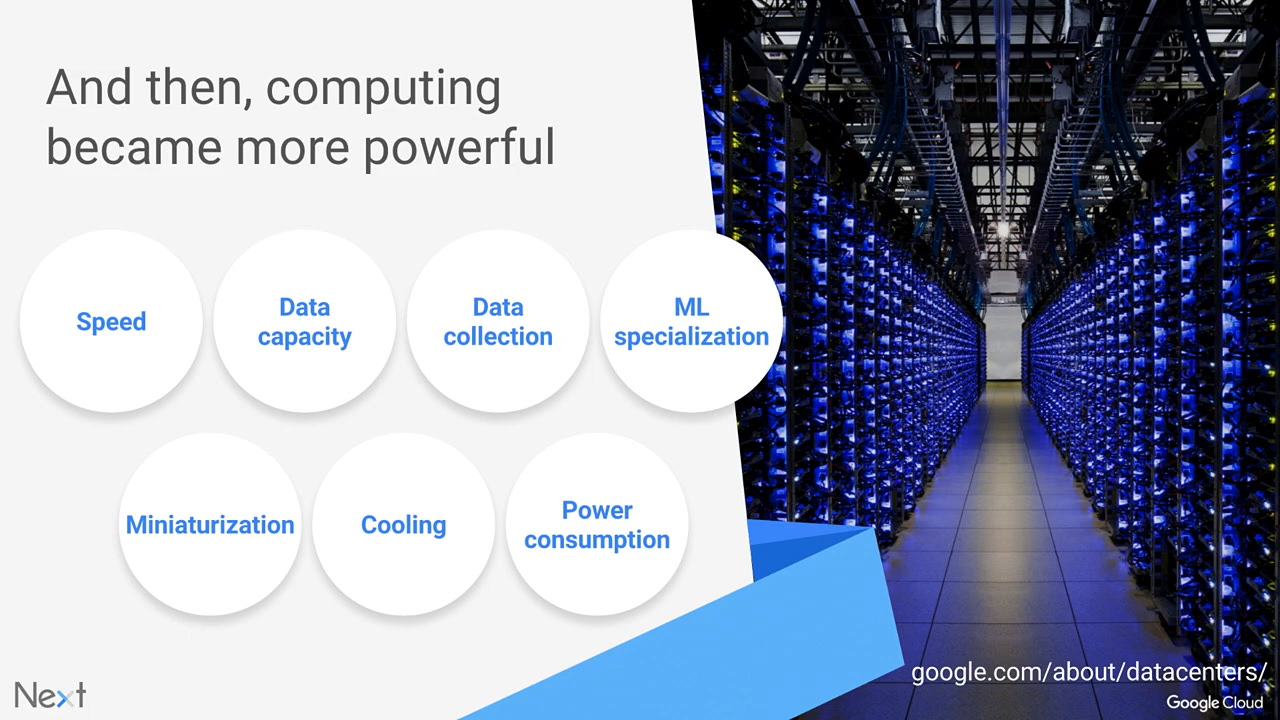 And then, computing
became more powerful
Speed
Data
capacity
Data
collection
ML
specialization
Miniaturization
Cooling
Power
consumption
Next
google.com/about/datacenters/
Google Cloud